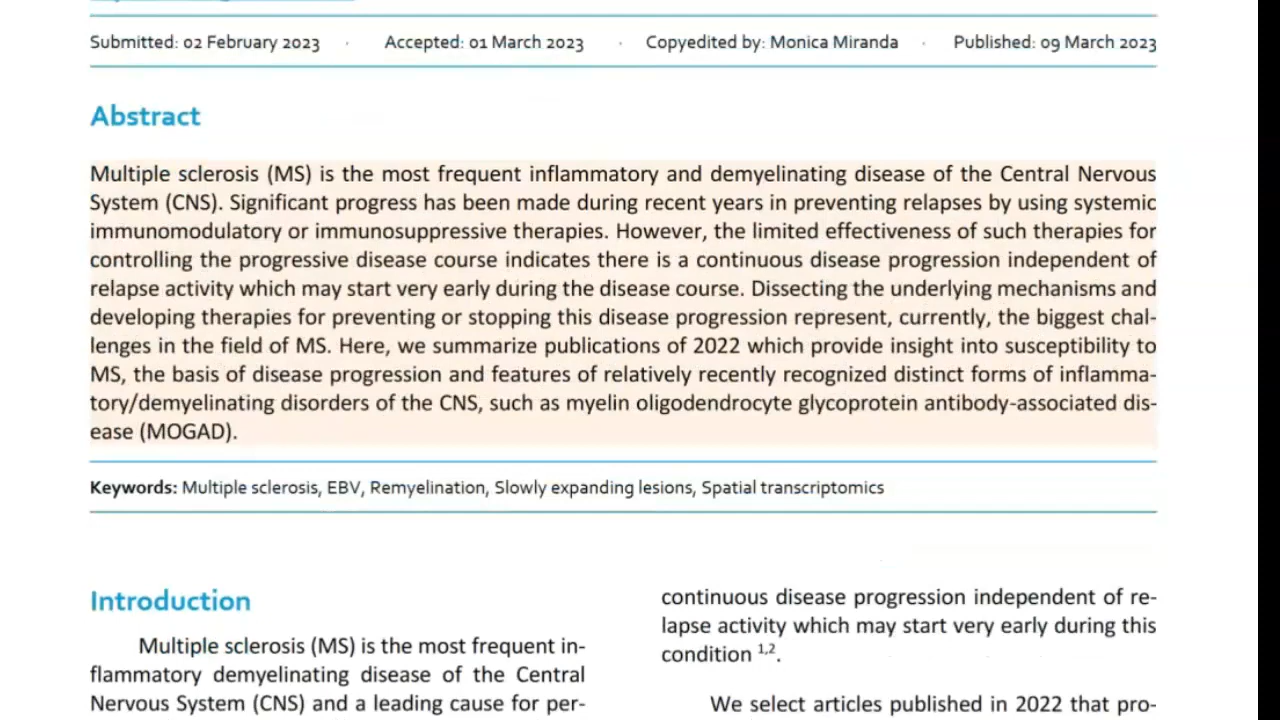 Submitted: 02 February 2023 · Accepted: 01 March 2023 · Copyedited by: Monica Miranda · Published: 09 March 2023
Abstract
Multiple sclerosis (MS) is the most frequent inflammatory and demyelinating disease of the Central Nervous
System (CNS). Significant progress has been made during recent years in preventing relapses by using systemic
immunomodulatory or immunosuppressive therapies. However, the limited effectiveness of such therapies for
controlling the progressive disease course indicates there is a continuous disease progression independent of
relapse activity which may start very early during the disease course. Dissecting the underlying mechanisms and
developing therapies for preventing or stopping this disease progression represent, currently, the biggest chal-
lenges in the field of MS. Here, we summarize publications of 2022 which provide insight into susceptibility to
MS, the basis of disease progression and features of relatively recently recognized distinct forms of inflamma-
tory/demyelinating disorders of the CNS, such as myelin oligodendrocyte glycoprotein antibody-associated dis-
ease (MOGAD).
Keywords: Multiple sclerosis, EBV, Remyelination, Slowly expanding lesions, Spatial transcriptomics
Introduction
Multiple sclerosis (MS) is the most frequent in-
flammatory demyelinating disease of the Central
Nervous System (CNS) and a leading cause for per-
continuous disease progression independent of re-
lapse activity which may start very early during this
condition 1,2.
We select articles published in 2022 that pro-